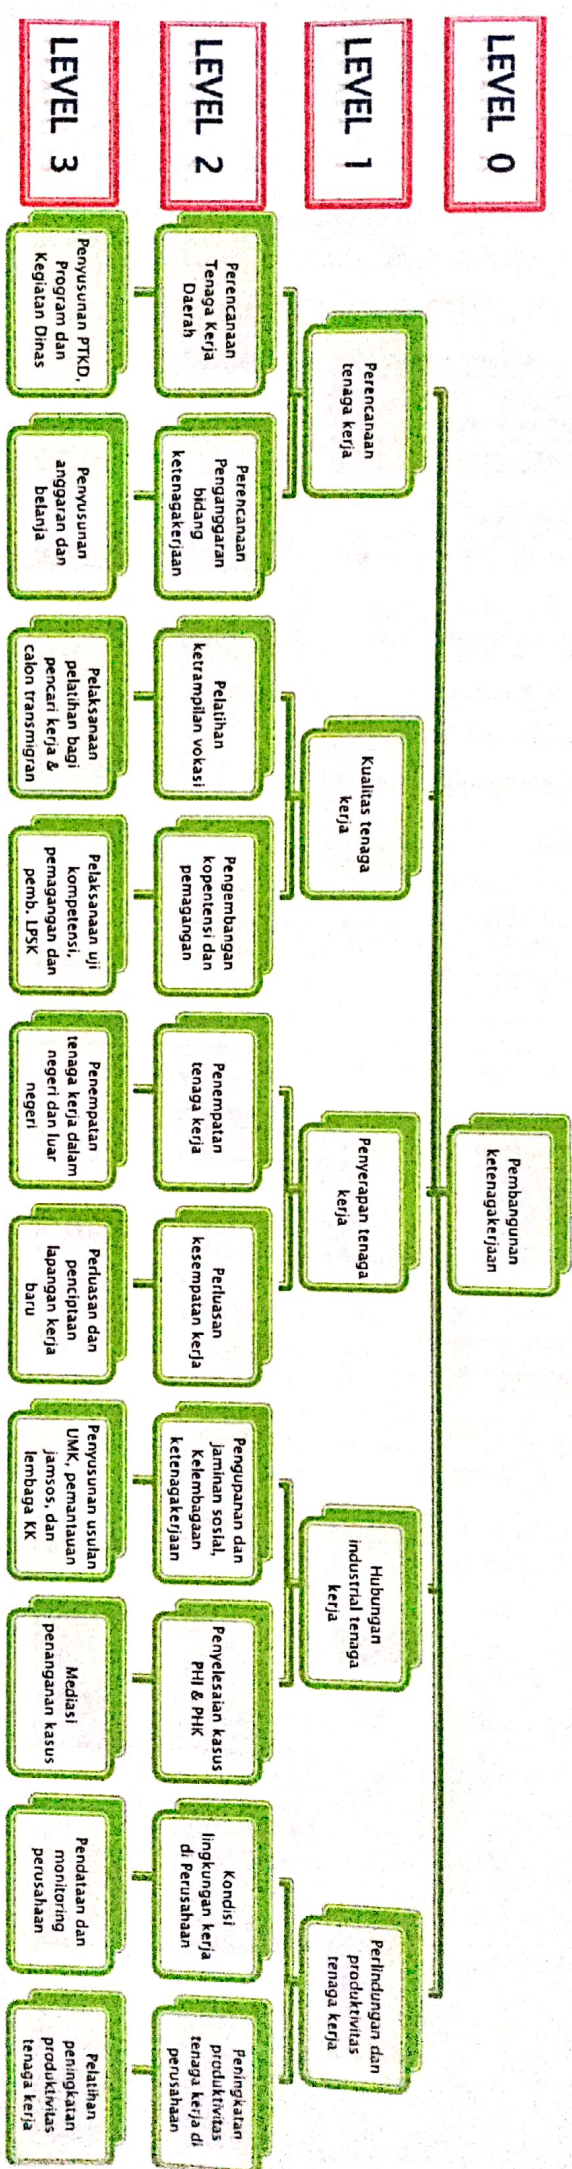 LEVEL 0
Pembangunan
ketenagakerjaan
LEVEL 1
Perencanaan
tenaga kerja
Kualitas tenaga
kerja
Penyerapan tenaga
kerja
Hubungan
industrial tenaga
kerja
Perlindungan dan
produktivitas
tenaga kerja
LEVEL 2
Perencanaan
Tenaga Kerja
Daerah
Perencanaan
Penganggaran
bidang
ketenagakerjaan
Pelatihan
ketrampilan vokasi
Pengembangan
kopentensi dan
pemagangan
Penempatan
tenaga kerja
Perluasan
kesempatan kerja
Pengupanan dan
jaminan sosial,
Kelembagaan
ketenagakerjaan
Penyelesaian kasus
PHI & PHK
Kondisi
lingkungan kerja
di Perusahaan
Peningkatan
produktivitas
tenaga kerja di
perusahaan
LEVEL 3
Penyusunan PTKD,
Program dan
Kegiatan Dinas
Penyusunan
anggaran dan
belanja
Pelaksanaan
pelatihan bagi
pencari kerja &
calon transmigran
Pelaksanaan uji
kompetensi,
pemagangan dan
pemb. LPSK
Penempatan
tenaga kerja dalam
negeri dan luar
negeri
Perluasan dan
penciptaan
lapangan kerja
baru
Penyusunan usulan
UMK, pemantauan
jamsos, dan
lembaga KK
Mediasi
penanganan kasus
Pendataan dan
monitoring
perusahaan
Pelatihan
peningkatan
produktivitas
tenaga kerja